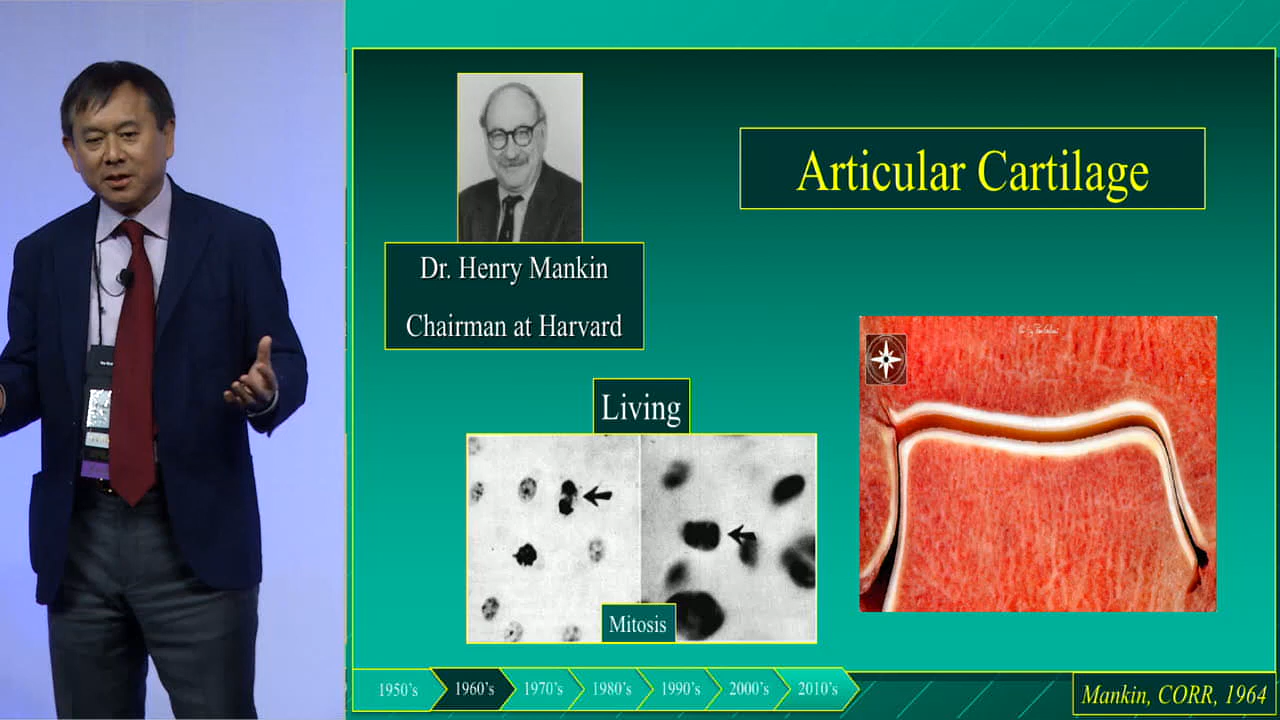 Articular Cartilage
Dr. Henry Mankin
Chairman at Harvard
Living
Mitosis
1950's
1960's
1970's
1980's
1990's
2000's
2010's
Mankin, CORR, 1964